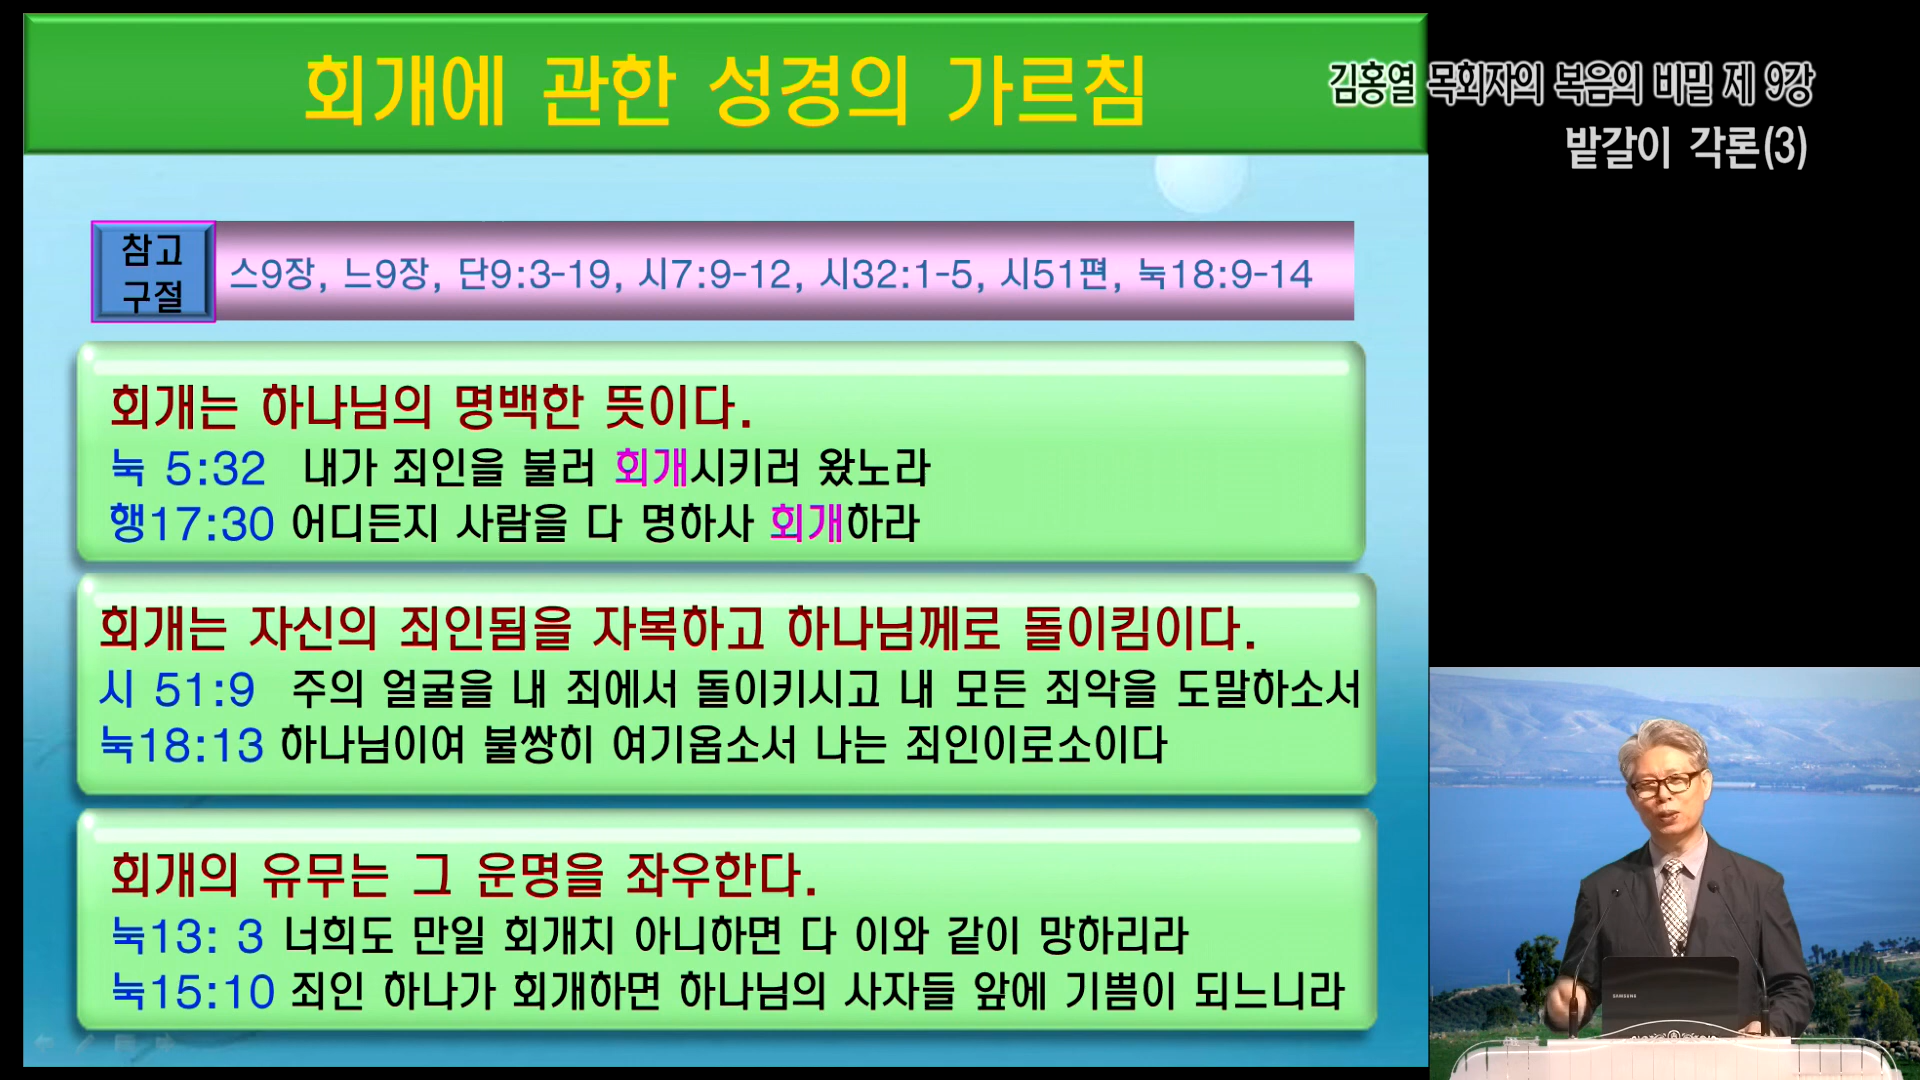 회개에 관한 성경의 가르침
김홍열 목회자의 복음의 비밀 제 9강
밭갈이 각론(3)
참고
구절
스9장, 느9장, 단9:3-19, 시7:9-12, 시32:1-5, 시51편, 눅18:9-14
회개는 하나님의 명백한 뜻이다.
눅 5:32 내가 죄인을 불러 회개시키러 왔노라
행17:30 어디든지 사람을 다 명하사 회개하라
회개는 자신의 죄인됨을 자복하고 하나님께로 돌이킴이다.
시 51:9 주의 얼굴을 내 죄에서 돌이키시고 내 모든 죄악을 도말하소서
눅18:13 하나님이여 불쌍히 여기옵소서 나는 죄인이로소이다
회개의 유무는 그 운명을 좌우한다.
눅13: 3 너희도 만일 회개치 아니하면 다 이와 같이 망하리라
눅15:10 죄인 하나가 회개하면 하나님의 사자들 앞에 기쁨이 되느니라
SAMSUNG